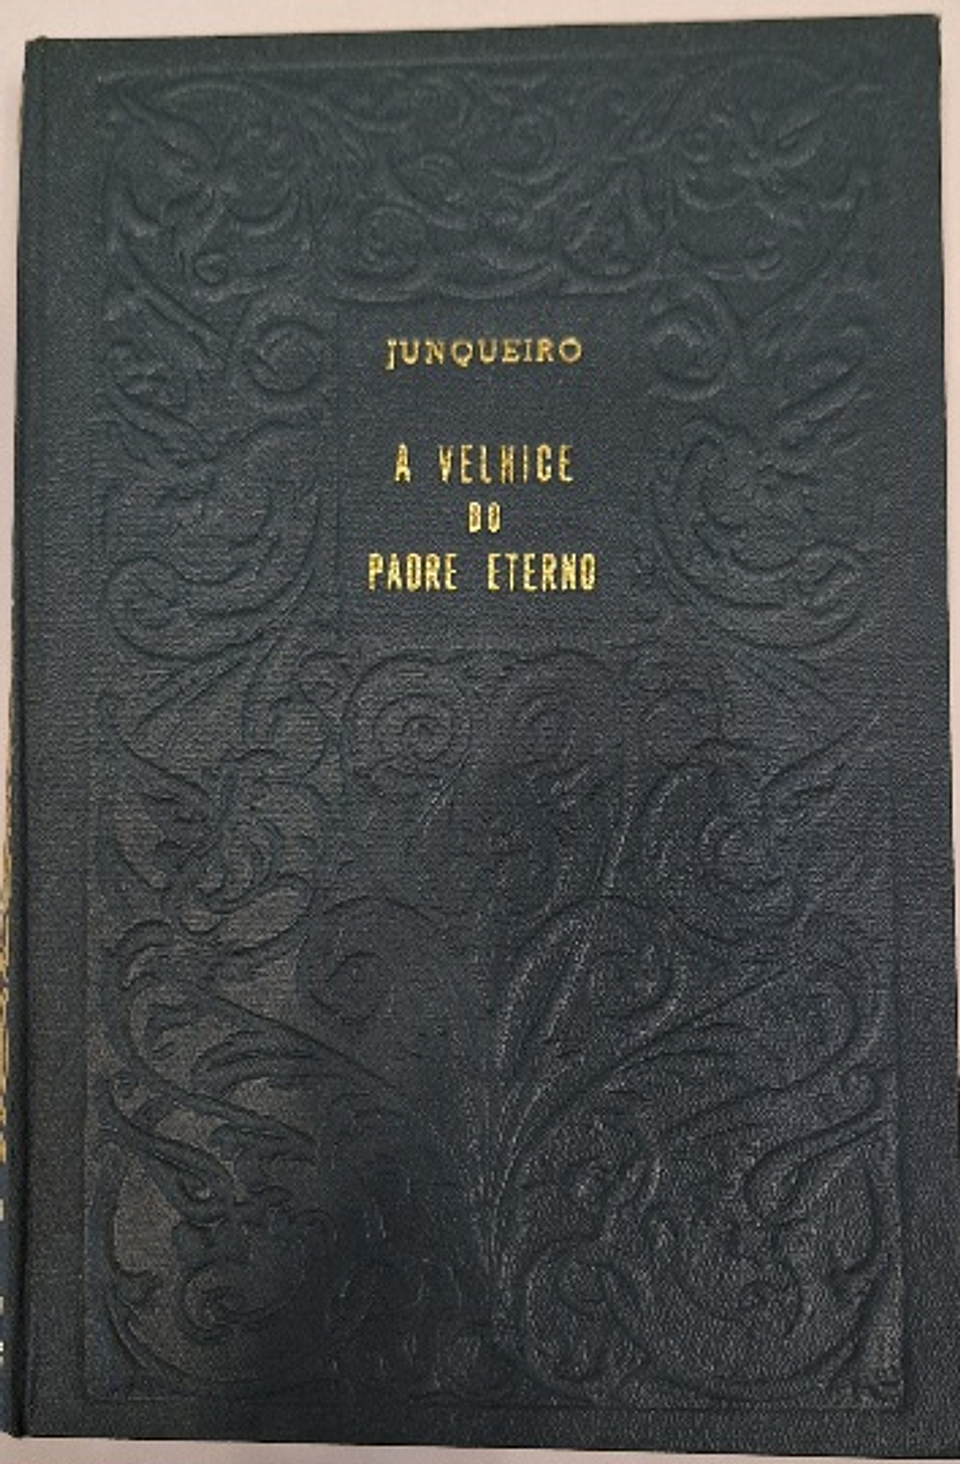 JUNQUEIRO
A VELHICE
DO
PADRE ETERNO